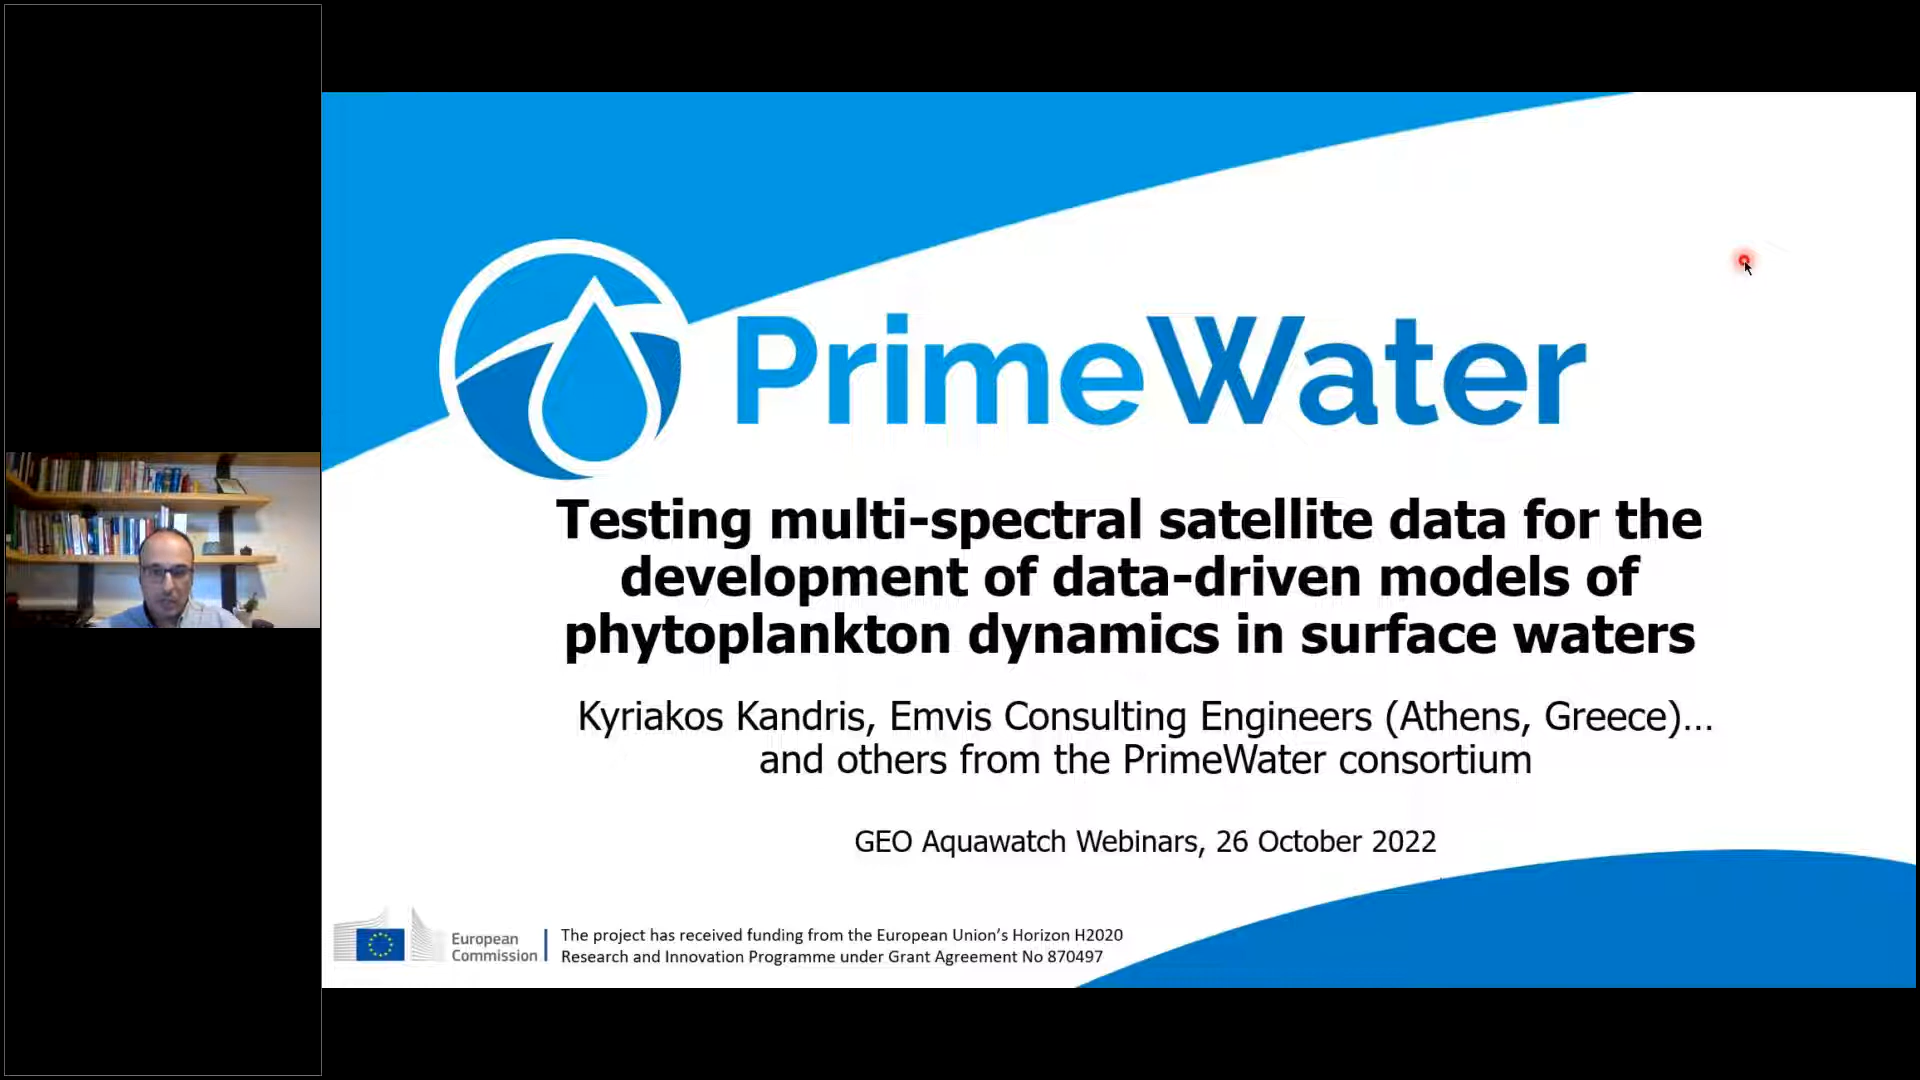 PrimeWater
Testing multi-spectral satellite data for the
development of data-driven models of
phytoplankton dynamics in surface waters
Kyriakos Kandris, Emvis Consulting Engineers (Athens, Greece)...
and others from the PrimeWater consortium
GEO Aquawatch Webinars, 26 October 2022
European
Commission
The project has received funding from the European Union’s Horizon H2020
Research and Innovation Programme under Grant Agreement No 870497